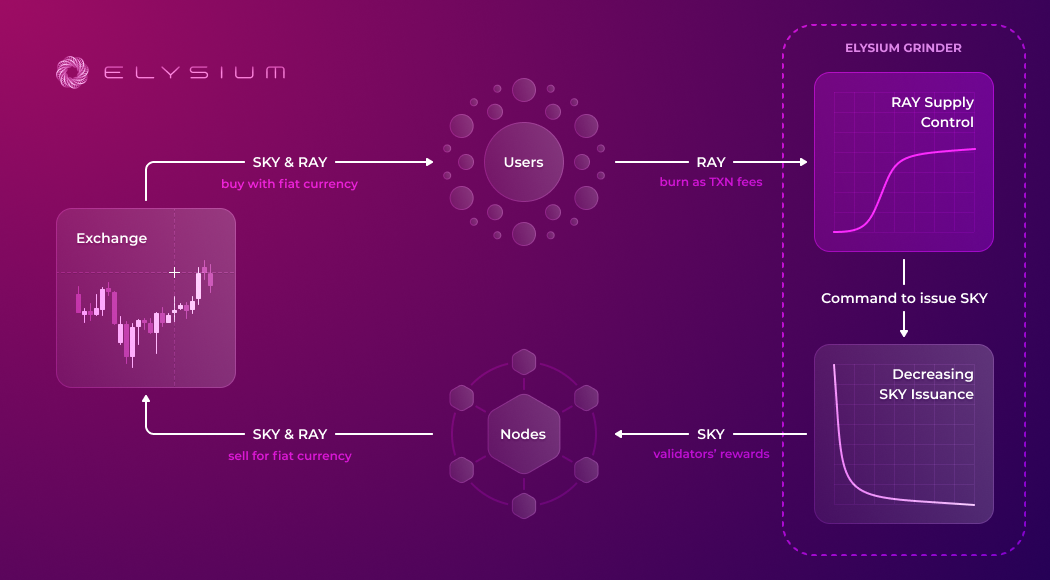 ELYSIUM
ELYSIUM GRINDER
RAY Supply
Control
SKY & RAY
buy with fiat currency
Users
RAY
burn as TXN fees
Exchange
Command to issue SKY
Decreasing
SKY Issuance
SKY & RAY
sell for fiat currency
Nodes
SKY
validators' rewards